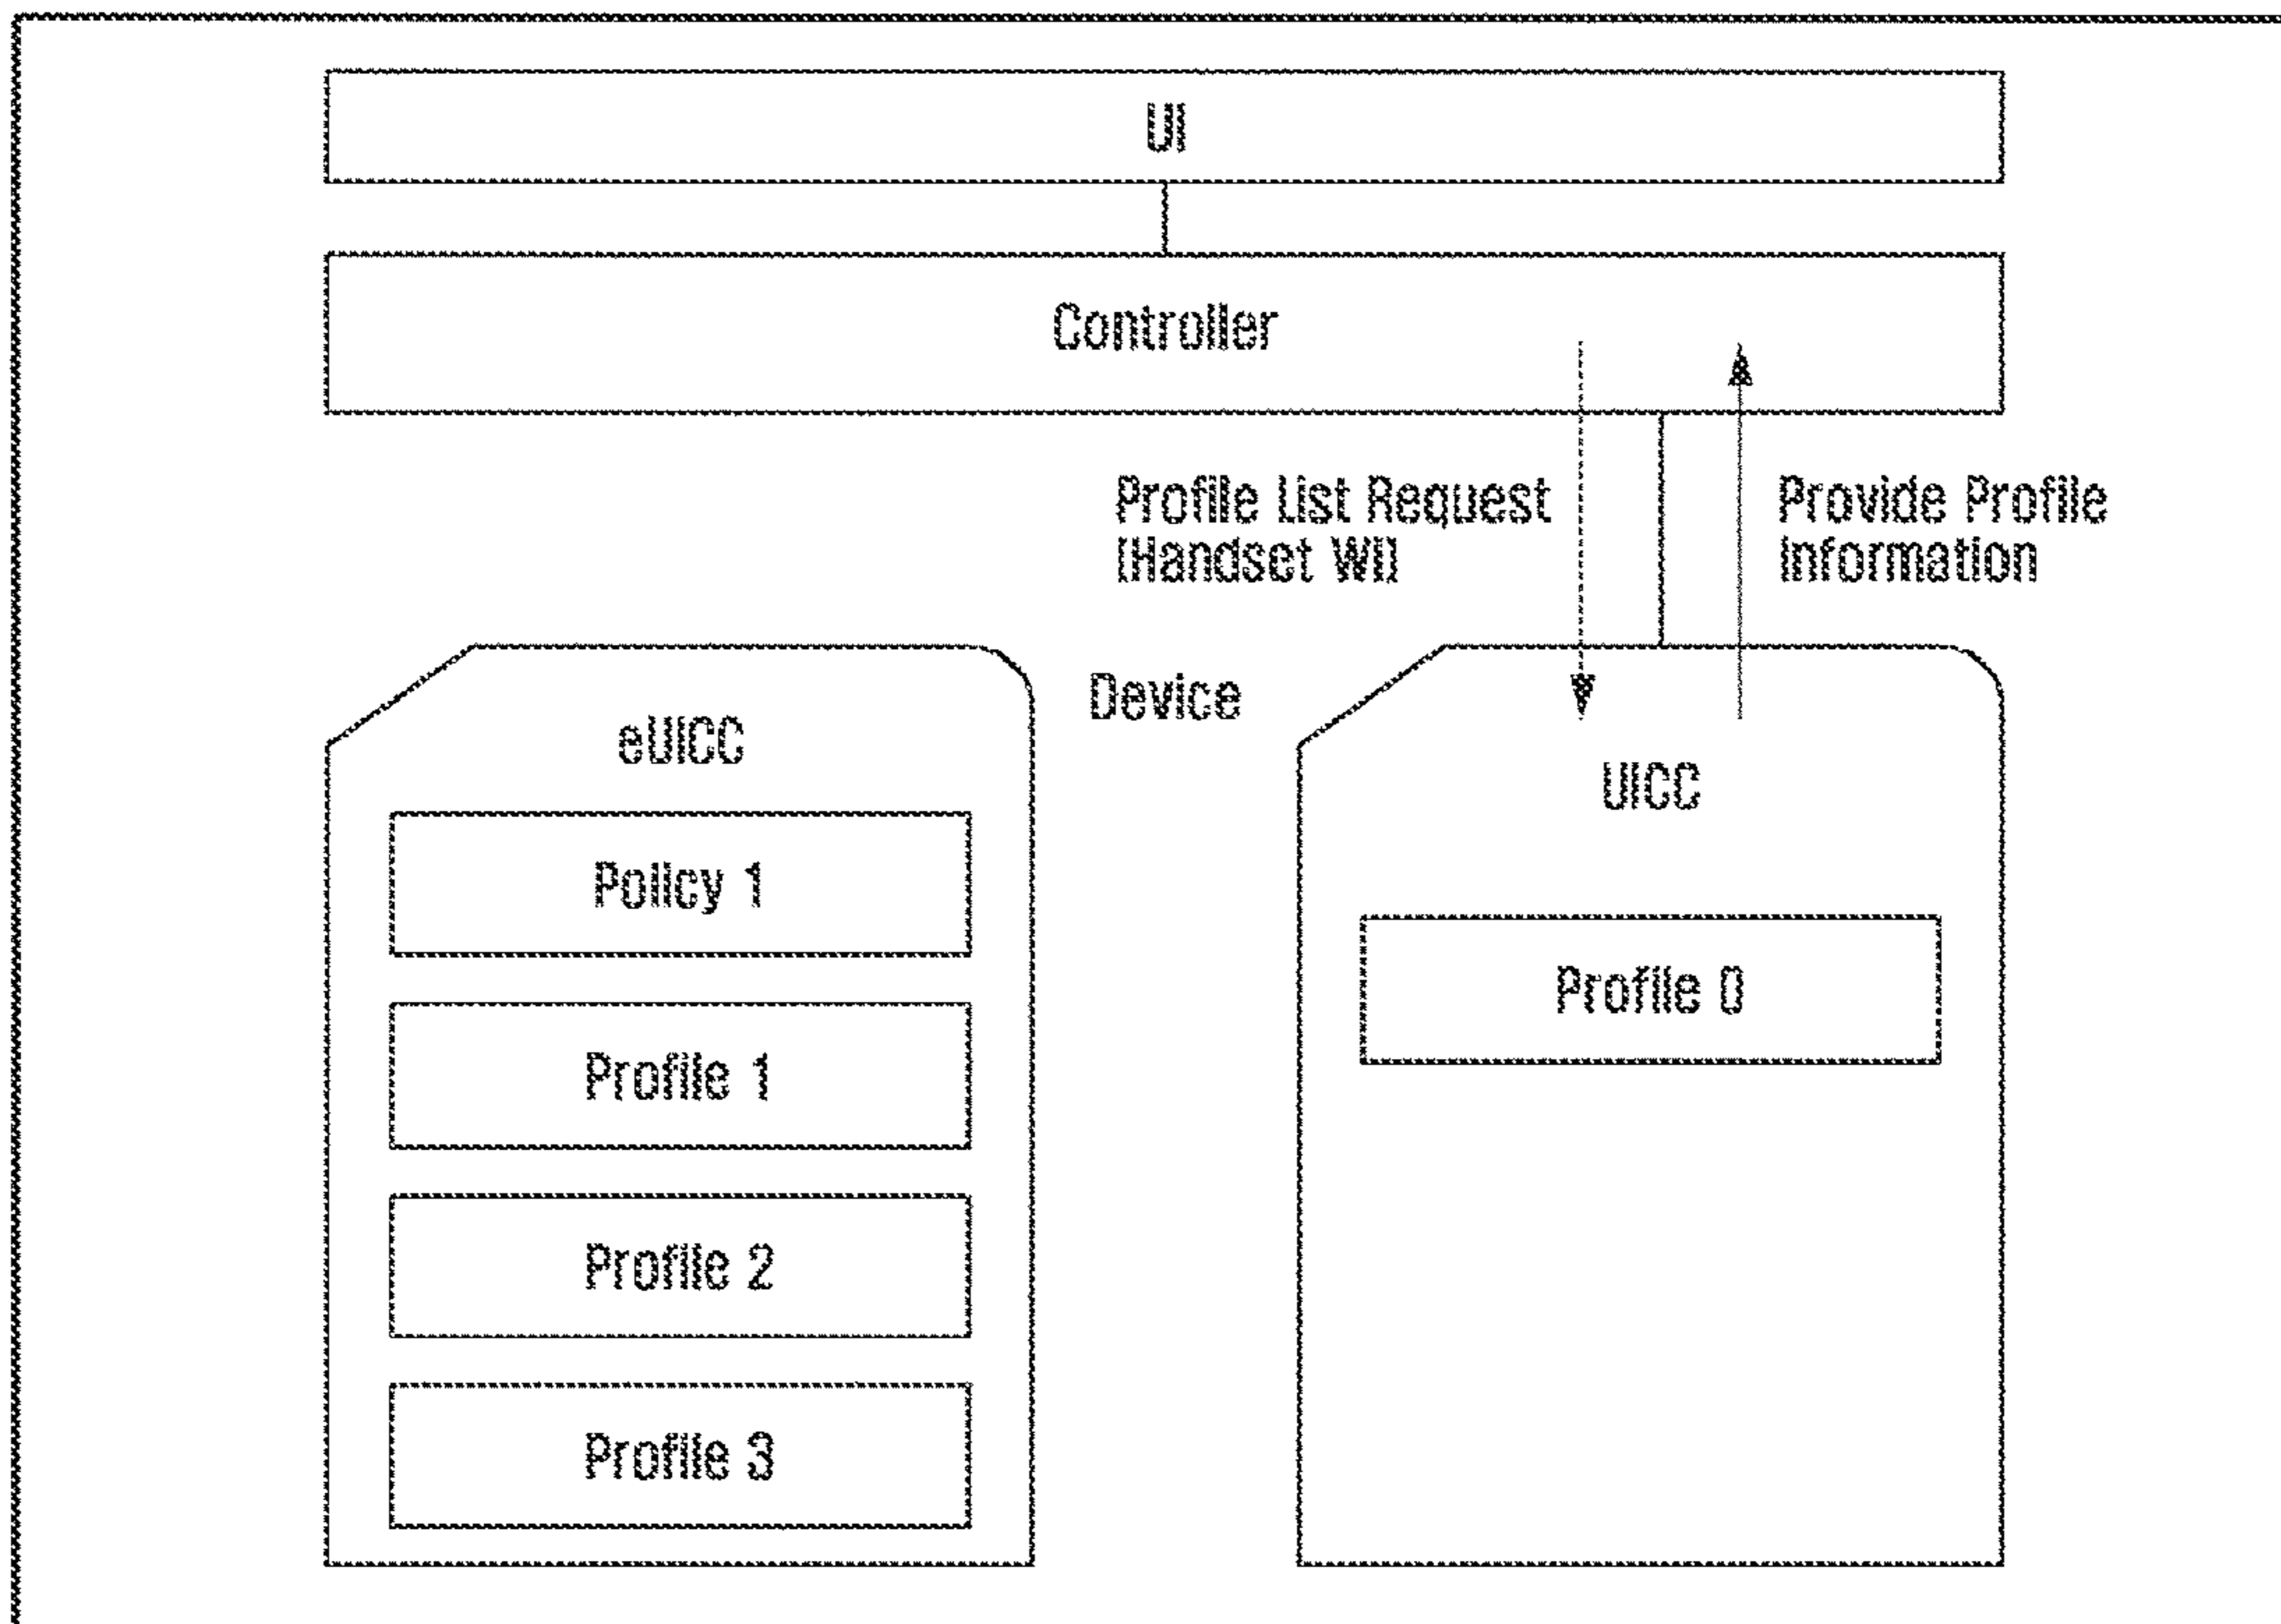 UI
Controller
Profile List Request
[Handset WI]
Provide Profile
Information
Device
eUICC
Policy 1
Profile 1
Profile 2
Profile 3
UICC
Profile 0